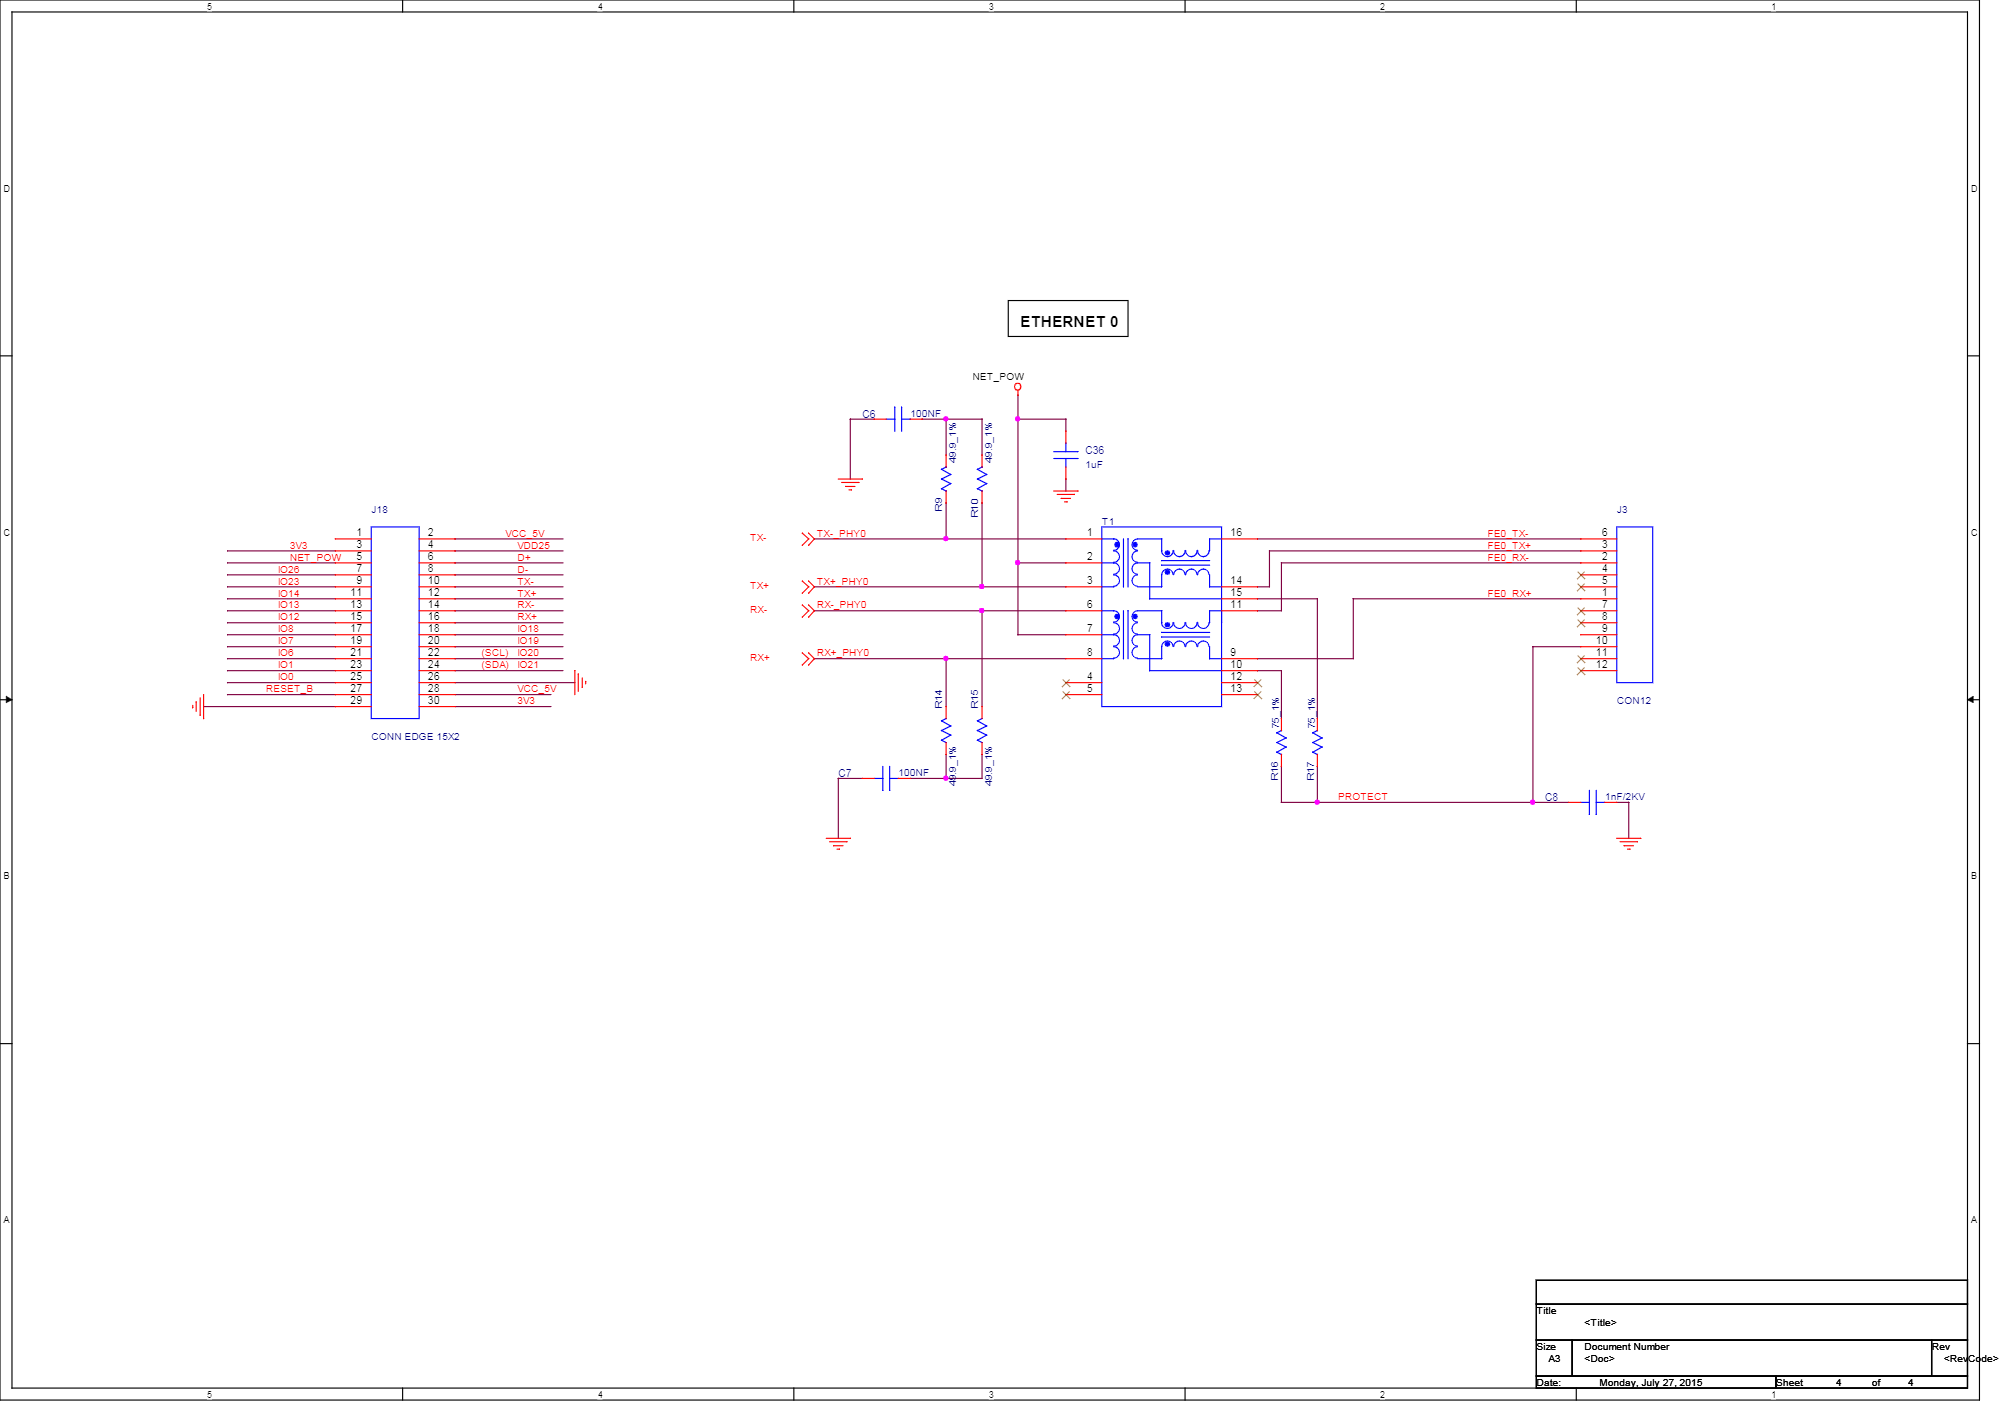 5 4 3 2 1
D D
ETHERNET 0
NET_POW
C6 100NF
49.9_1% 49.9_1%
C36
1uF
R9 R10
C C
J18
1 2 VCC_5V
3V3 3 4 VDD25
NET_POW 5 6 D+
IO26 7 8 D-
IO23 9 10 TX-
IO14 11 12 TX+
IO13 13 14 RX-
IO12 15 16 RX+
IO8 17 18 IO18
IO7 19 20 IO19
IO6 21 22 (SCL) IO20
IO1 23 24 (SDA) IO21
IO0 25 26
RESET_B 27 28 VCC_5V
29 30 3V3
CONN EDGE 15X2
TX- TX-_PHY0
TX+ TX+_PHY0
RX- RX-_PHY0
RX+ RX+_PHY0
T1
1 16
2
3 14
15
6 11
7
8 9
10
4 12
5 13
J3
FE0_TX- 6
FE0_TX+ 3
FE0_RX- 2
4
5
FE0_RX+ 1
7
8
9
10
11
12
CON12
R14 R15
49.9_1% 49.9_1%
C7 100NF
75_1% 75_1%
R16 R17
PROTECT
C8 1nF/2KV
B B
A A
Title
<Title>
Size Document Number Rev
A3 <Doc> <RevCode>
Date: Monday, July 27, 2015 Sheet 4 of 4
5 4 3 2 1